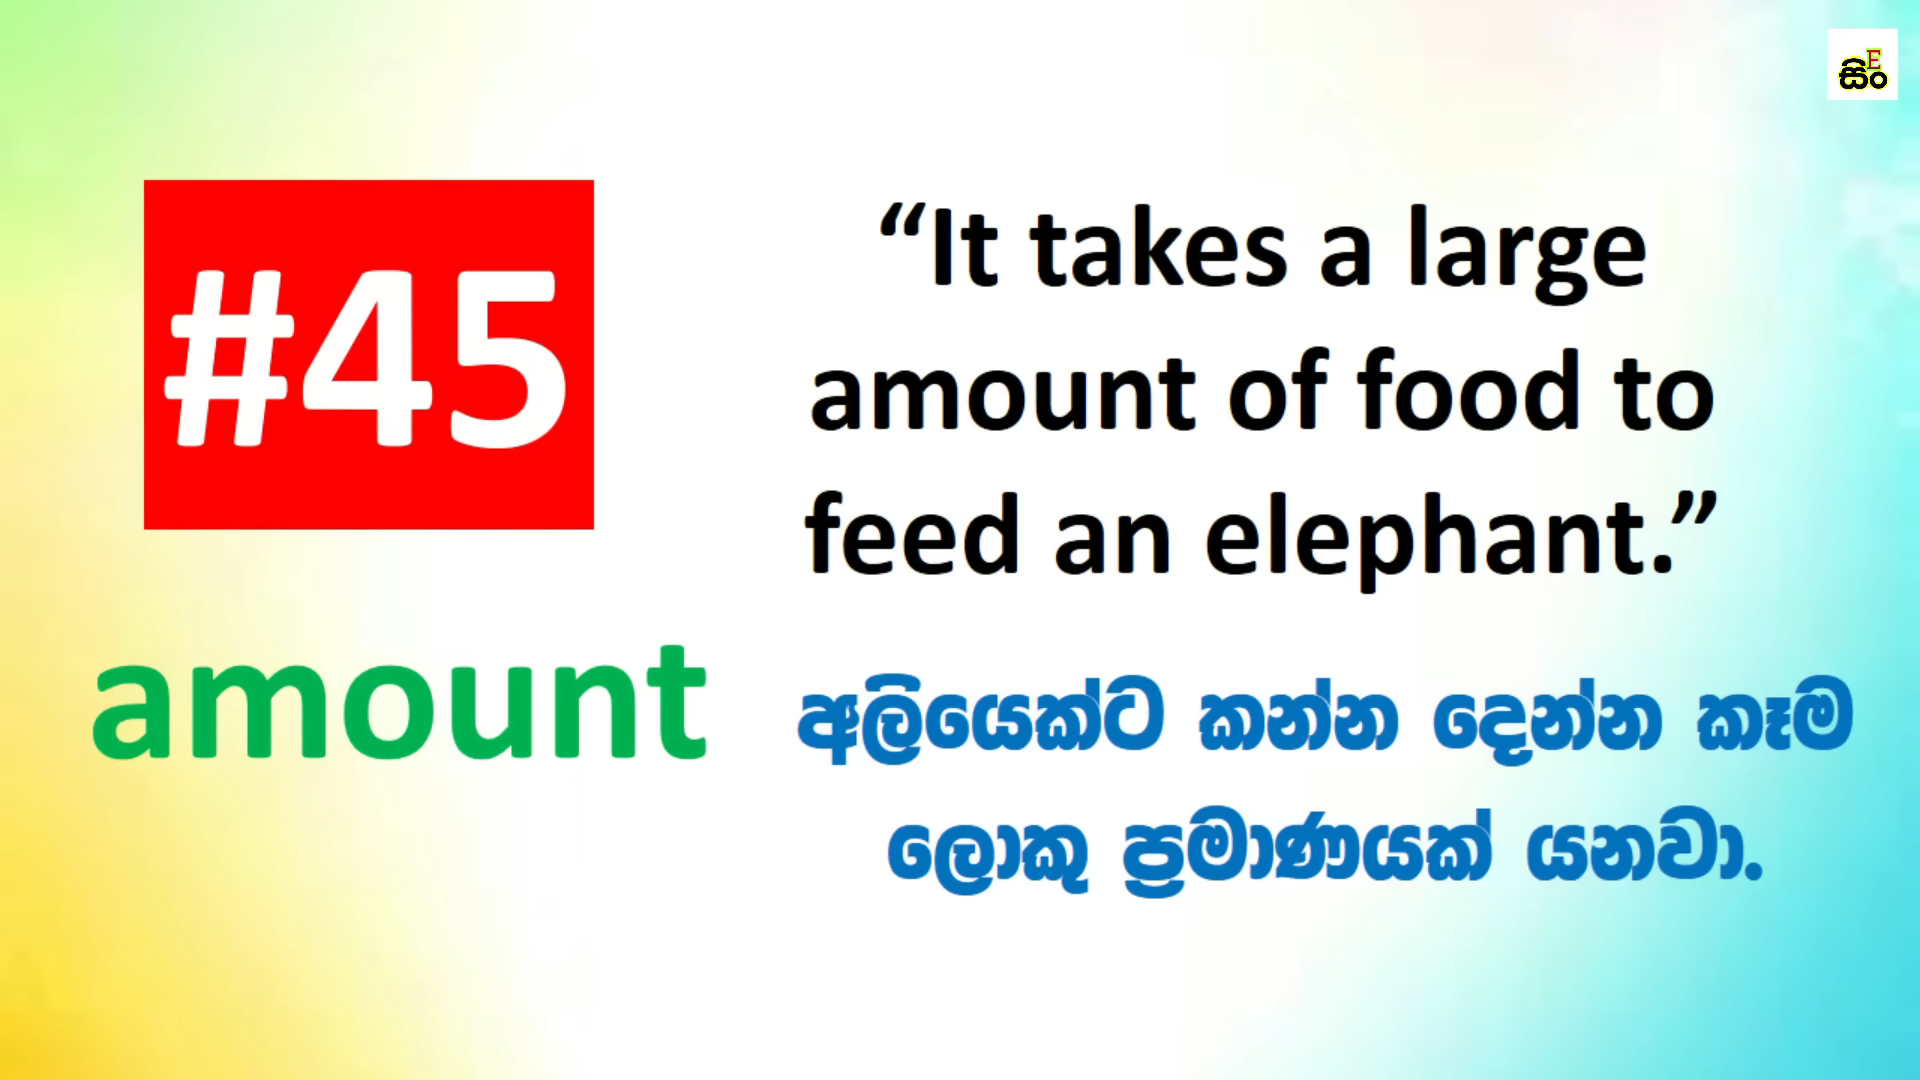 සිං
E
#45
amount
“It takes a large
amount of food to
feed an elephant.”
අලියෙක්ට කන්න දෙන්න කෑම
ලොකු ප්‍රමාණයක් යනවා.